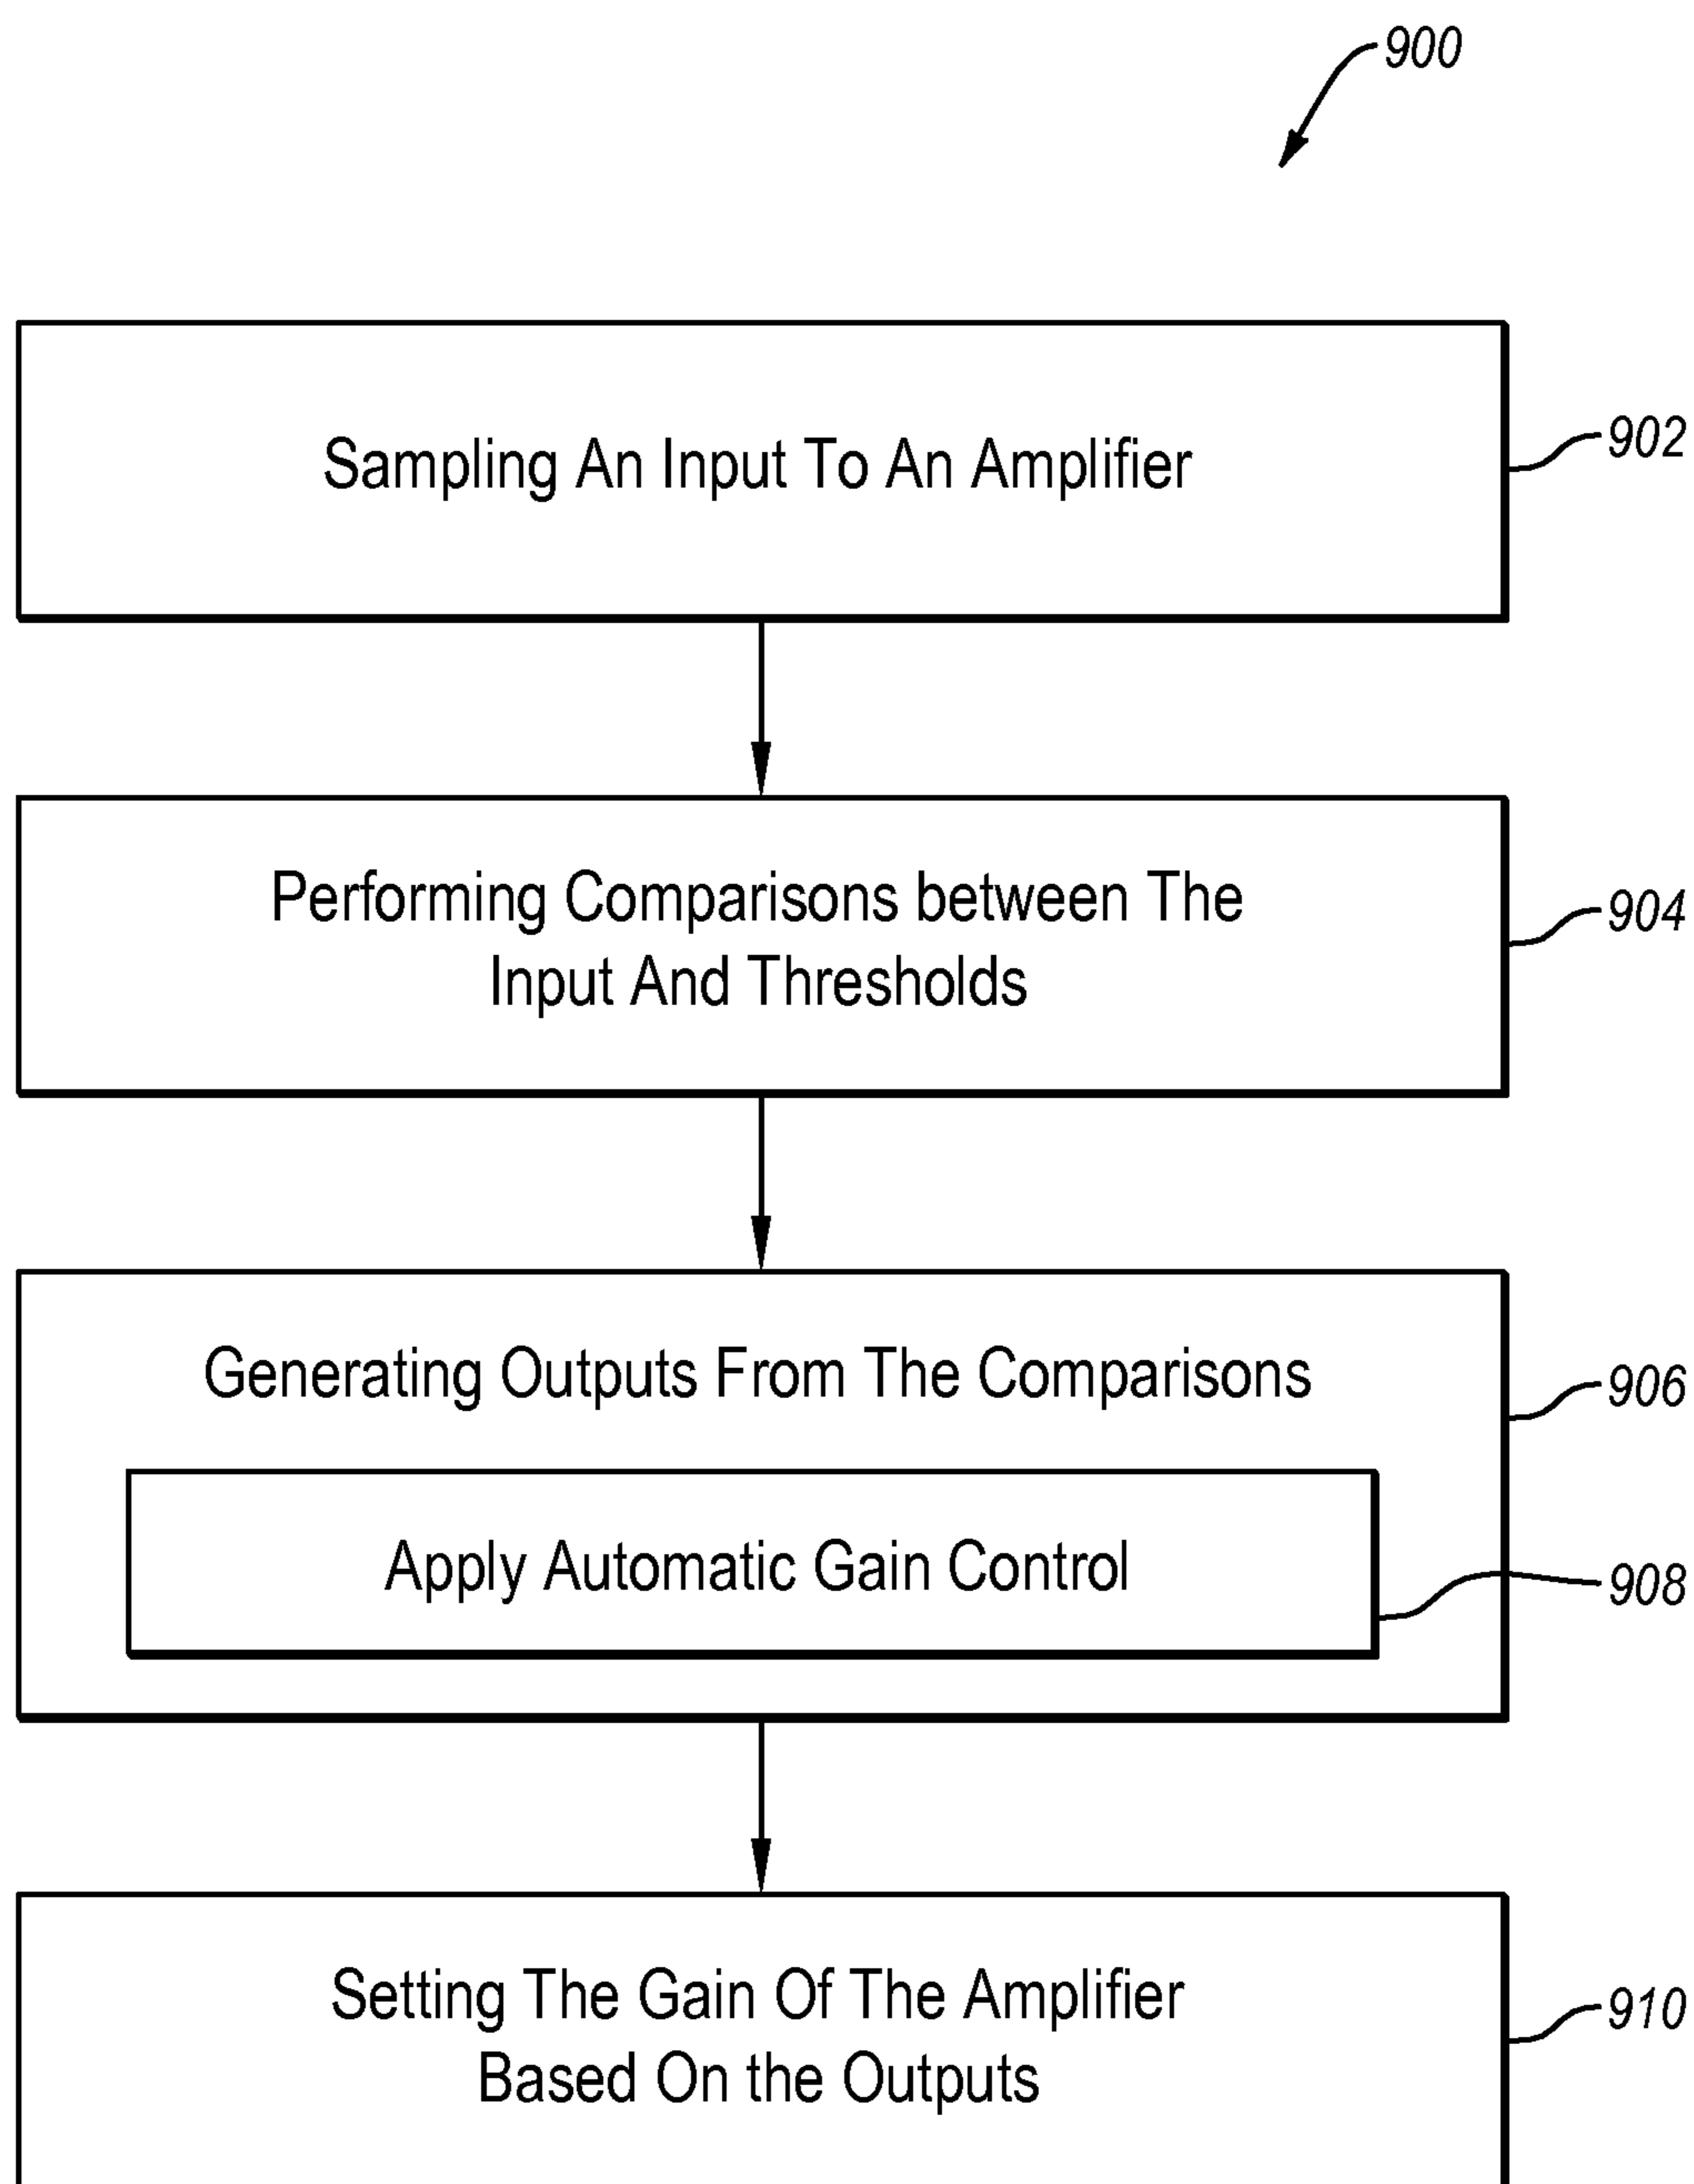 900
Sampling An Input To An Amplifier
902
Performing Comparisons between The
Input And Thresholds
904
Generating Outputs From The Comparisons
906
Apply Automatic Gain Control
908
Setting The Gain Of The Amplifier
Based On the Outputs
910